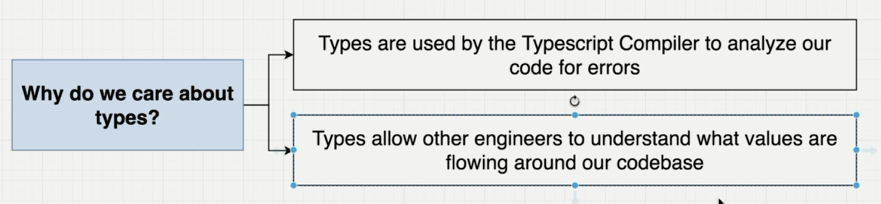 Why do we care about
types?
Types are used by the Typescript Compiler to analyze our
code for errors
Types allow other engineers to understand what values are
flowing around our codebase